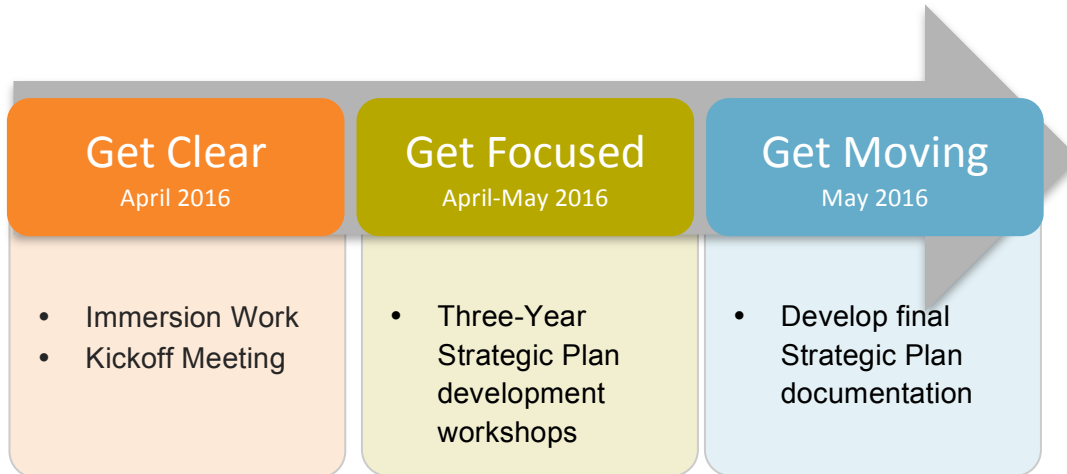 Get Clear
April 2016
• Immersion Work
• Kickoff Meeting
Get Focused
April-May 2016
• Three-Year
Strategic Plan
development
workshops
Get Moving
May 2016
• Develop final
Strategic Plan
documentation